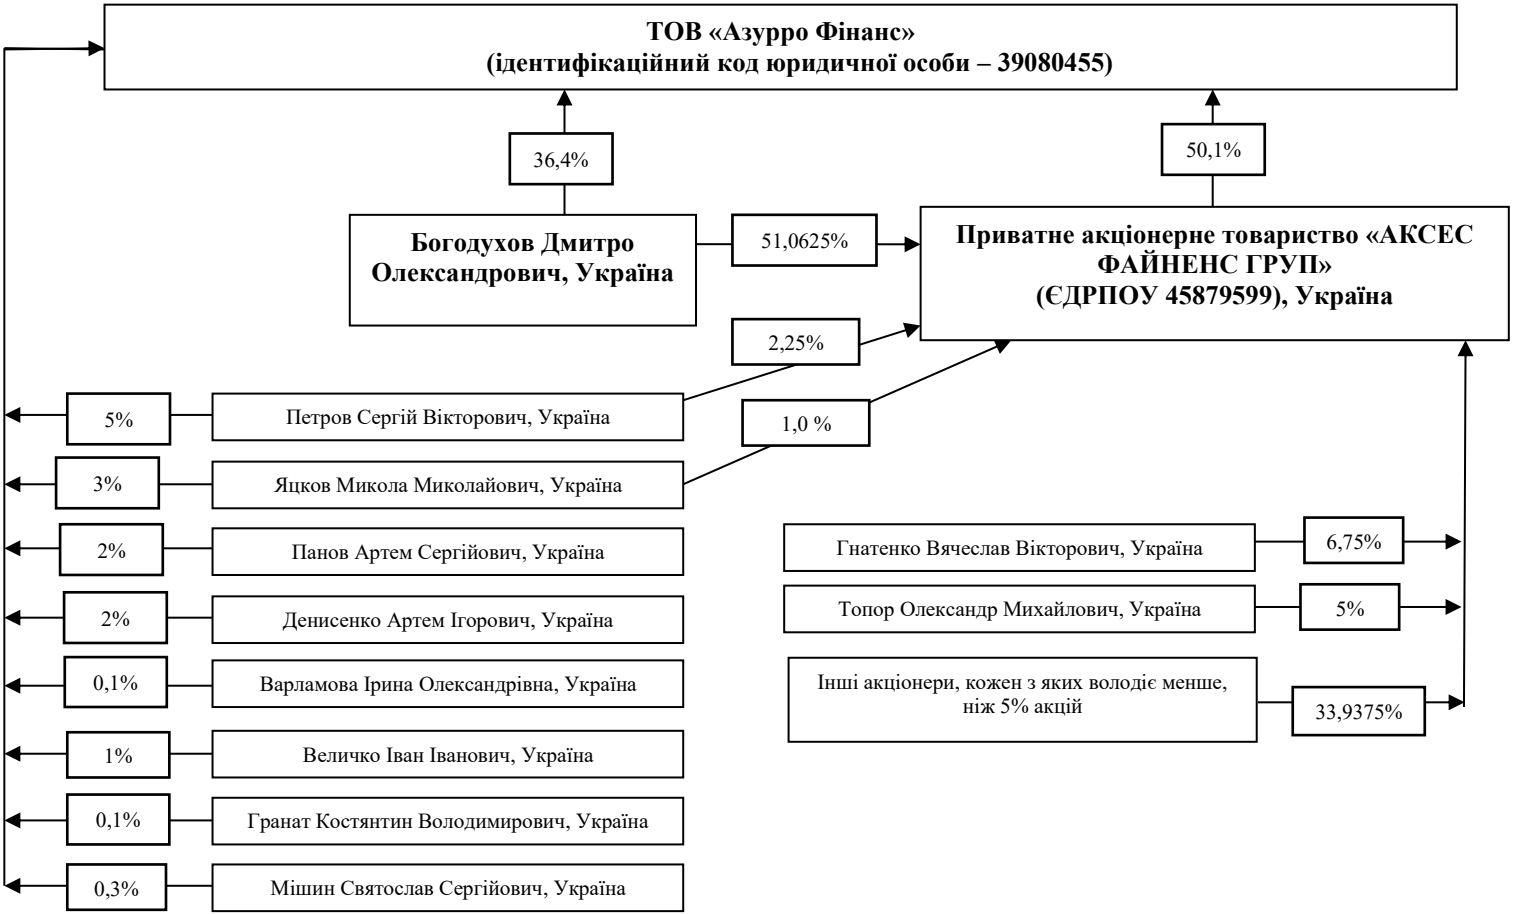 ТОВ «Азурро Фінанс»
(ідентифікаційний код юридичної особи – 39080455)
36,4%
50,1%
Богодухов Дмитро
Олександрович, Україна
51,0625%
Приватне акціонерне товариство «АКСЕС
ФАЙНЕНС ГРУП»
(ЄДРПОУ 45879599), Україна
2,25%
1,0 %
5%
Петров Сергій Вікторович, Україна
3%
Яцков Микола Миколайович, Україна
2%
Панов Артем Сергійович, Україна
2%
Денисенко Артем Ігорович, Україна
0,1%
Варламова Ірина Олександрівна, Україна
1%
Величко Іван Іванович, Україна
0,1%
Гранат Костянтин Володимирович, Україна
0,3%
Мішин Святослав Сергійович, Україна
Гнатенко Вячеслав Вікторович, Україна
6,75%
Топор Олександр Михайлович, Україна
5%
Інші акціонери, кожен з яких володіє менше,
ніж 5% акцій
33,9375%